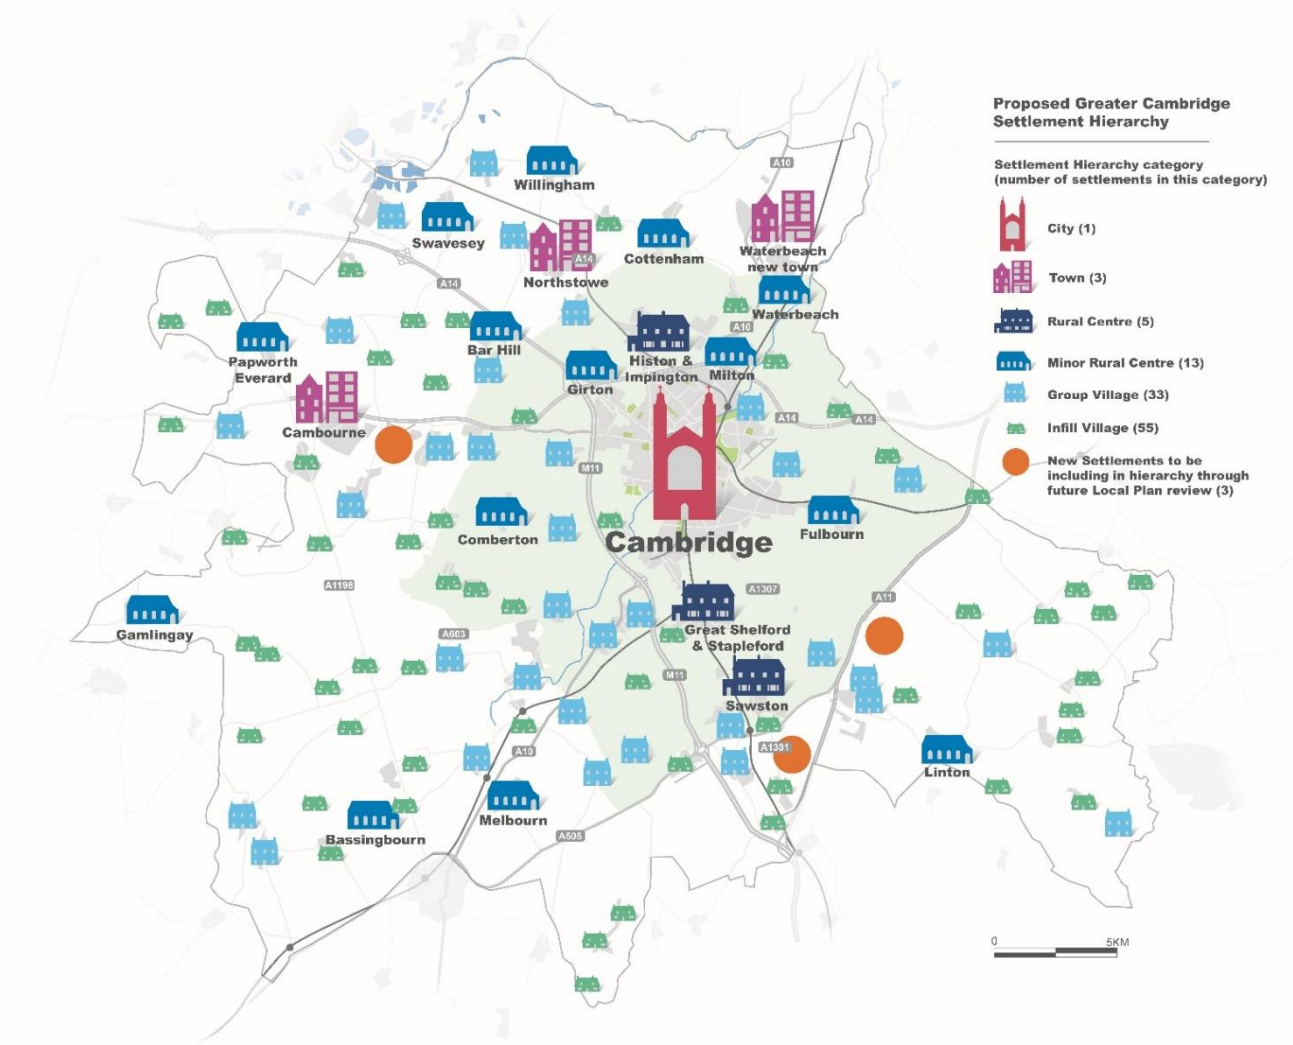 Proposed Greater Cambridge
Settlement Hierarchy
Settlement Hierarchy category
(number of settlements in this category)
City (1)
Town (3)
Rural Centre (5)
Minor Rural Centre (13)
Group Village (33)
Infill Village (55)
New Settlements to be
including in hierarchy through
future Local Plan review (3)
A10
Willingham
Swavesey
Northstowe
A14
Cottenham
Waterbeach
new town
A14
Waterbeach
A10
Bar Hill
Papworth
Everard
Histon &
Impington
Milton
Girton
Cambourne
A14
A14
M11
Comberton
Cambridge
Fulbourn
A1198
A1307
A11
Gamlingay
A603
Great Shelford
& Stapleford
M11
Sawston
A10
A1301
Linton
Melbourn
Bassingbourn
A505
0
5KM